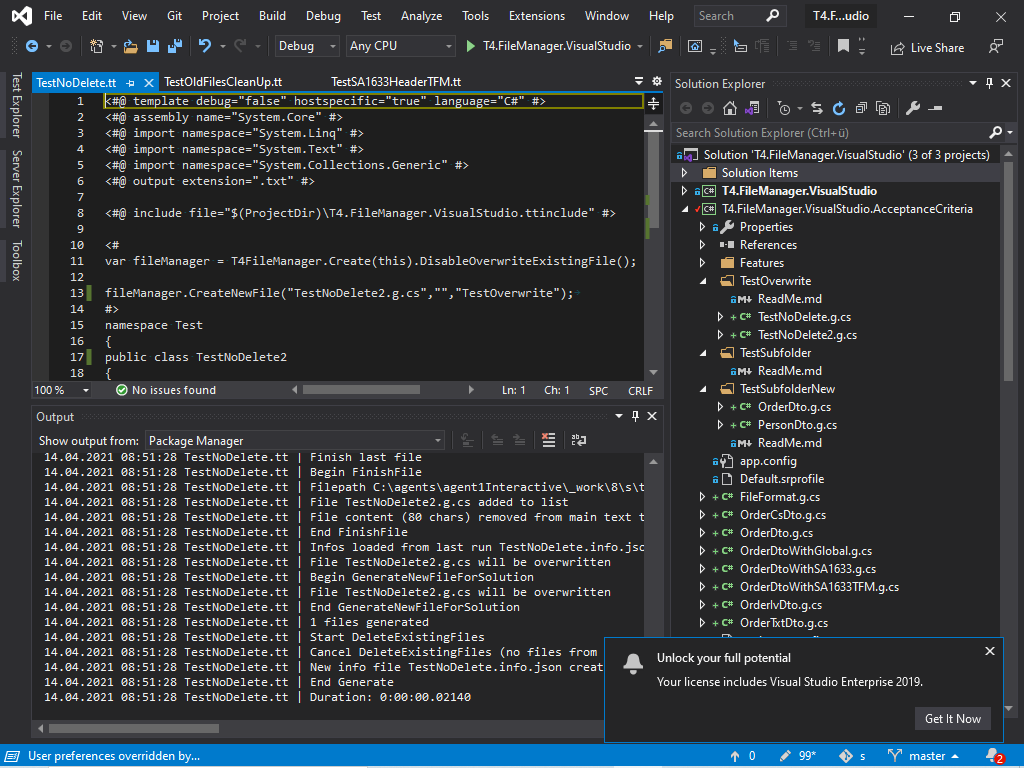 File Edit View Git Project Build Debug Test Analyze Tools Extensions Window Help Search T4.F...udio
Debug Any CPU T4.FileManager.VisualStudio Live Share
Test Explorer
Server Explorer
Toolbox
TestNoDelete.tt TestOldFilesCleanUp.tt TestSA1633HeaderTFM.tt
1 <#@ template debug="false" hostspecific="true" language="C#" #>
2 <#@ assembly name="System.Core" #>
3 <#@ import namespace="System.Linq" #>
4 <#@ import namespace="System.Text" #>
5 <#@ import namespace="System.Collections.Generic" #>
6 <#@ output extension=".txt" #>
7
8 <#@ include file="$(ProjectDir)\T4.FileManager.VisualStudio.ttinclude" #>
9
10 <#
11 var fileManager = T4FileManager.Create(this).DisableOverwriteExistingFile();
12
13 fileManager.CreateNewFile("TestNoDelete2.g.cs","","TestOverwrite");
14 #>
15 namespace Test
16 {
17 public class TestNoDelete2
18 {
100 % No issues found Ln: 1 Ch: 1 SPC CRLF
Output
Show output from: Package Manager
14.04.2021 08:51:28 TestNoDelete.tt | Finish last file
14.04.2021 08:51:28 TestNoDelete.tt | Begin FinishFile
14.04.2021 08:51:28 TestNoDelete.tt | Filepath C:\agents\agent1Interactive\_work\8\s\t
14.04.2021 08:51:28 TestNoDelete.tt | File TestNoDelete2.g.cs added to list
14.04.2021 08:51:28 TestNoDelete.tt | File content (80 chars) removed from main text t
14.04.2021 08:51:28 TestNoDelete.tt | End FinishFile
14.04.2021 08:51:28 TestNoDelete.tt | Infos loaded from last run TestNoDelete.info.jso
14.04.2021 08:51:28 TestNoDelete.tt | File TestNoDelete2.g.cs will be overwritten
14.04.2021 08:51:28 TestNoDelete.tt | Begin GenerateNewFileForSolution
14.04.2021 08:51:28 TestNoDelete.tt | File TestNoDelete2.g.cs will be overwritten
14.04.2021 08:51:28 TestNoDelete.tt | End GenerateNewFileForSolution
14.04.2021 08:51:28 TestNoDelete.tt | 1 files generated
14.04.2021 08:51:28 TestNoDelete.tt | Start DeleteExistingFiles
14.04.2021 08:51:28 TestNoDelete.tt | Cancel DeleteExistingFiles (no files from
14.04.2021 08:51:28 TestNoDelete.tt | New info file TestNoDelete.info.json creat
14.04.2021 08:51:28 TestNoDelete.tt | End Generate
14.04.2021 08:51:28 TestNoDelete.tt | Duration: 0:00:00.02140
Solution Explorer
Search Solution Explorer (Ctrl+ü)
Solution 'T4.FileManager.VisualStudio' (3 of 3 projects)
Solution Items
C# T4.FileManager.VisualStudio
C# T4.FileManager.VisualStudio.AcceptanceCriteria
Properties
References
Features
TestOverwrite
M+ ReadMe.md
C# TestNoDelete.g.cs
C# TestNoDelete2.g.cs
TestSubfolder
M+ ReadMe.md
TestSubfolderNew
C# OrderDto.g.cs
C# PersonDto.g.cs
M+ ReadMe.md
app.config
Default.srprofile
C# FileFormat.g.cs
C# OrderCsDto.g.cs
C# OrderDto.g.cs
C# OrderDtoWithGlobal.g.cs
C# OrderDtoWithSA1633.g.cs
C# OrderDtoWithSA1633TFM.g.cs
C# OrderIvDto.g.cs
C# OrderTxtDto.g.cs
Unlock your full potential
Your license includes Visual Studio Enterprise 2019.
Get It Now
User preferences overridden by... 0 99* s master 2